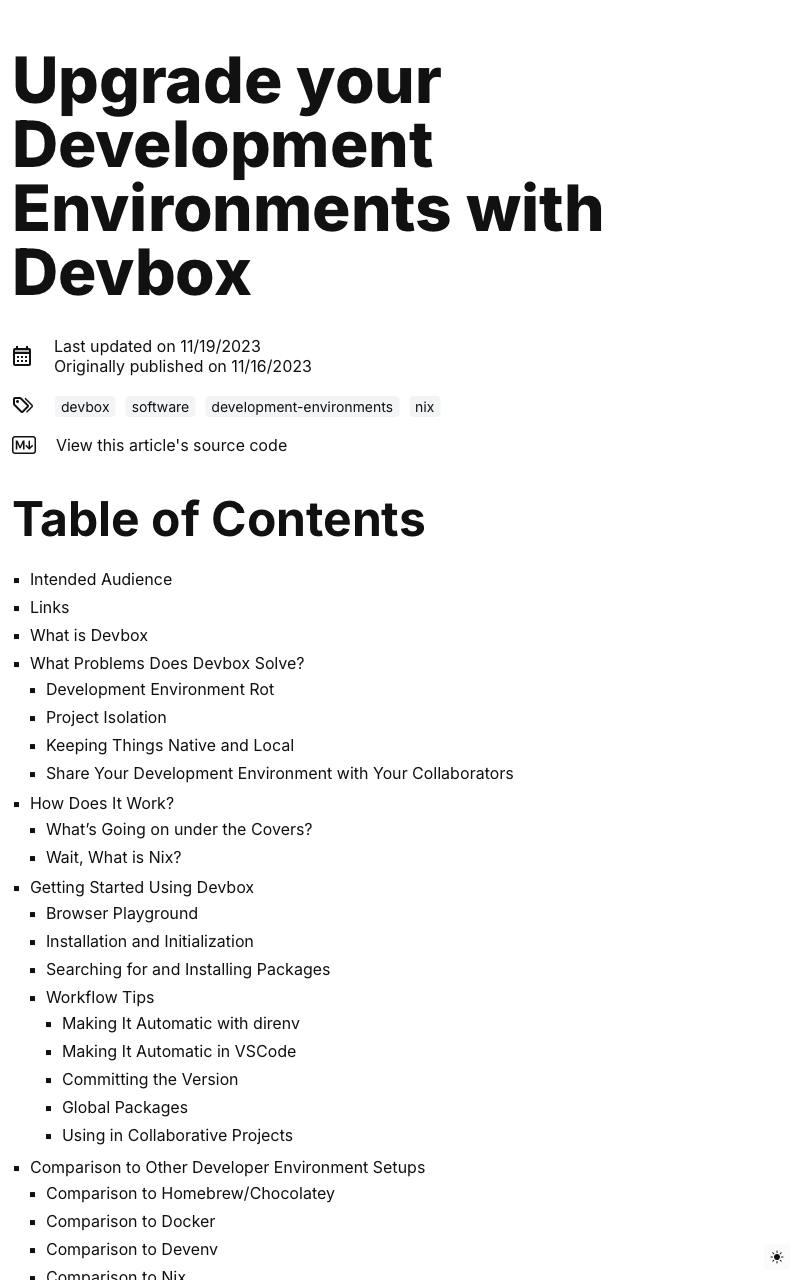 Upgrade your
Development
Environments with
Devbox
Last updated on 11/19/2023
Originally published on 11/16/2023
devbox software development-environments nix
View this article's source code
Table of Contents
Intended Audience
Links
What is Devbox
What Problems Does Devbox Solve?
Development Environment Rot
Project Isolation
Keeping Things Native and Local
Share Your Development Environment with Your Collaborators
How Does It Work?
What’s Going on under the Covers?
Wait, What is Nix?
Getting Started Using Devbox
Browser Playground
Installation and Initialization
Searching for and Installing Packages
Workflow Tips
Making It Automatic with direnv
Making It Automatic in VSCode
Committing the Version
Global Packages
Using in Collaborative Projects
Comparison to Other Developer Environment Setups
Comparison to Homebrew/Chocolatey
Comparison to Docker
Comparison to Devenv
Comparison to Nix